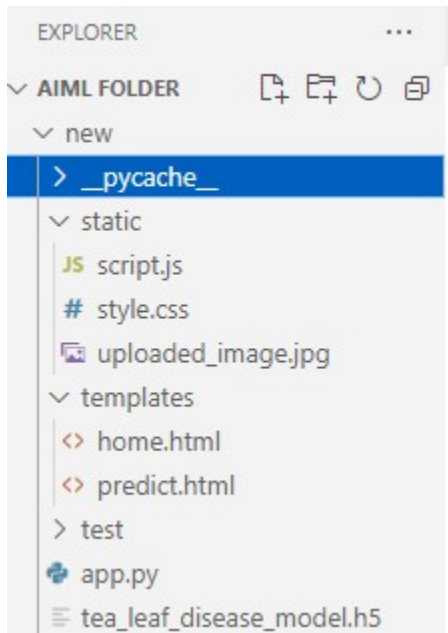 EXPLORER ...
AIML FOLDER
new
__pycache__
static
JS script.js
# style.css
uploaded_image.jpg
templates
<> home.html
<> predict.html
test
app.py
tea_leaf_disease_model.h5